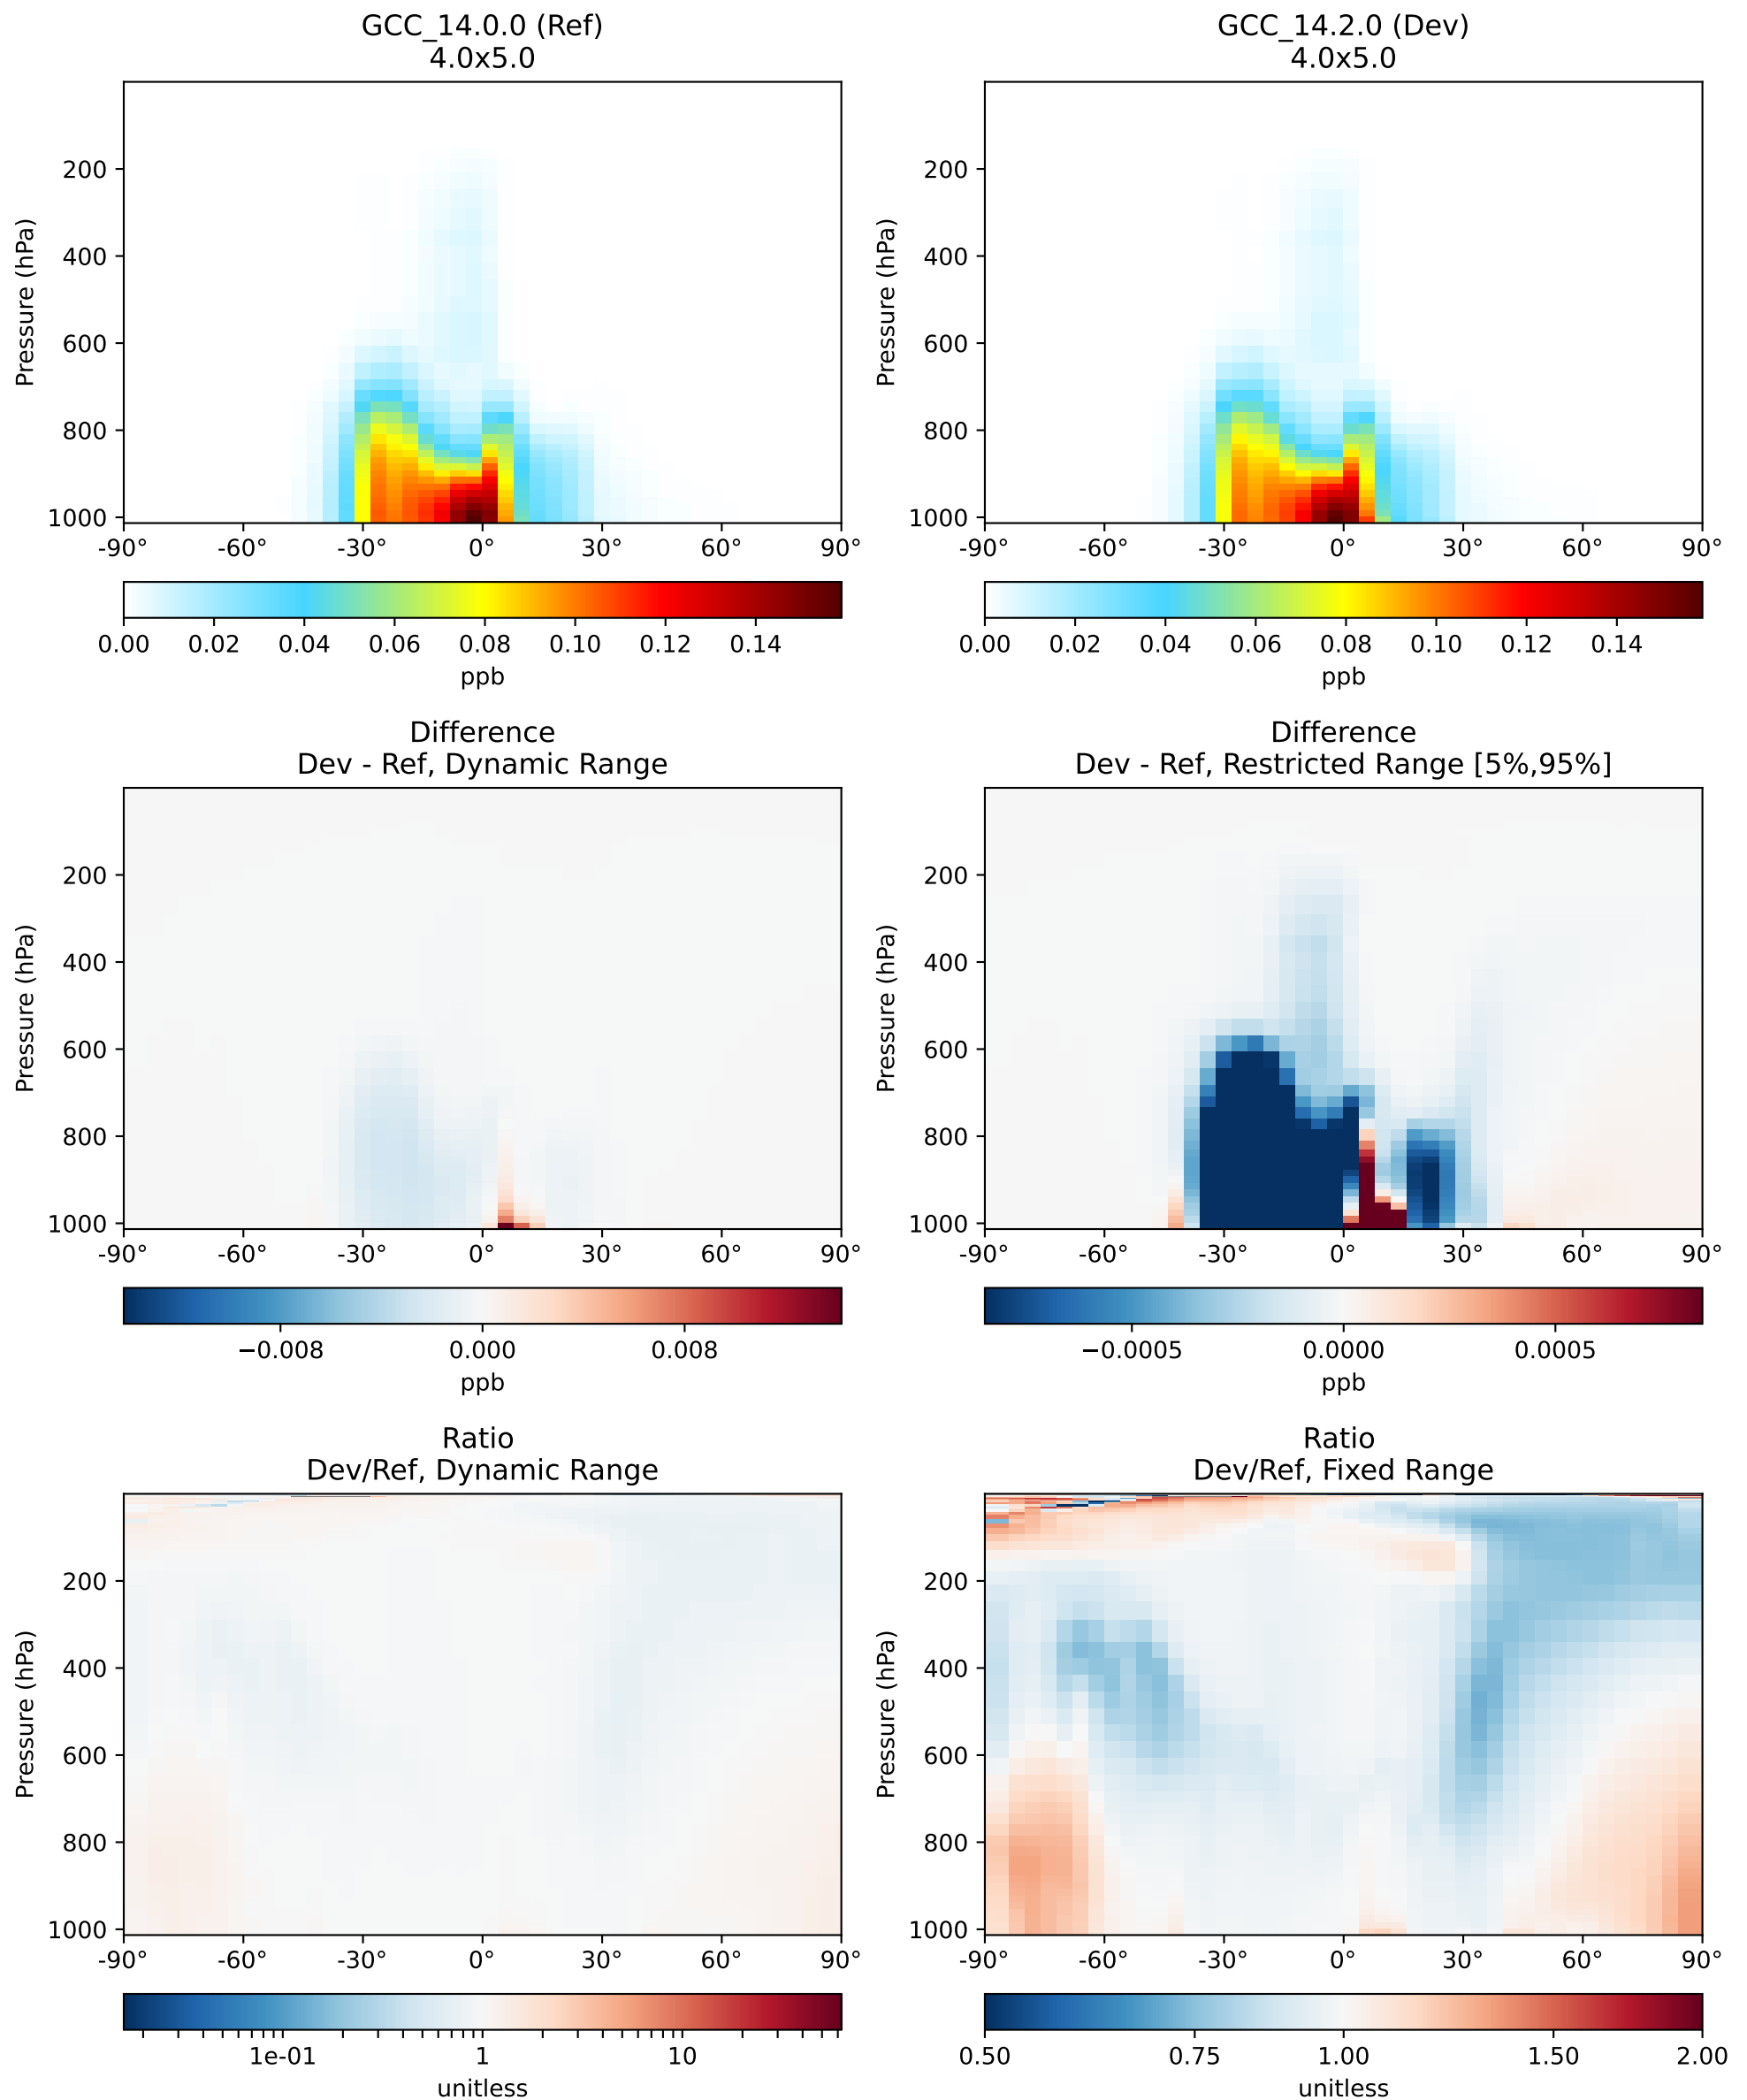 GCC_14.0.0 (Ref)
4.0x5.0
Pressure (hPa)
200
400
600
800
1000
-90° -60° -30° 0° 30° 60° 90°
0.00 0.02 0.04 0.06 0.08 0.10 0.12 0.14
ppb
GCC_14.2.0 (Dev)
4.0x5.0
Pressure (hPa)
200
400
600
800
1000
-90° -60° -30° 0° 30° 60° 90°
0.00 0.02 0.04 0.06 0.08 0.10 0.12 0.14
ppb
Difference
Dev - Ref, Dynamic Range
Pressure (hPa)
200
400
600
800
1000
-90° -60° -30° 0° 30° 60° 90°
−0.008 0.000 0.008
ppb
Difference
Dev - Ref, Restricted Range [5%,95%]
Pressure (hPa)
200
400
600
800
1000
-90° -60° -30° 0° 30° 60° 90°
−0.0005 0.0000 0.0005
ppb
Ratio
Dev/Ref, Dynamic Range
Pressure (hPa)
200
400
600
800
1000
-90° -60° -30° 0° 30° 60° 90°
1e-01 1 10
unitless
Ratio
Dev/Ref, Fixed Range
Pressure (hPa)
200
400
600
800
1000
-90° -60° -30° 0° 30° 60° 90°
0.50 0.75 1.00 1.50 2.00
unitless